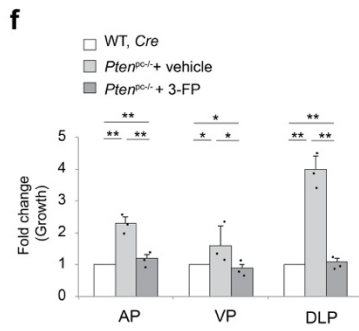 f
WT, Cre
Pten^pc-/- + vehicle
Pten^pc-/- + 3-FP
** * **
** ** * * ** **
5
4
3
2
1
0
Fold change
(Growth)
AP VP DLP